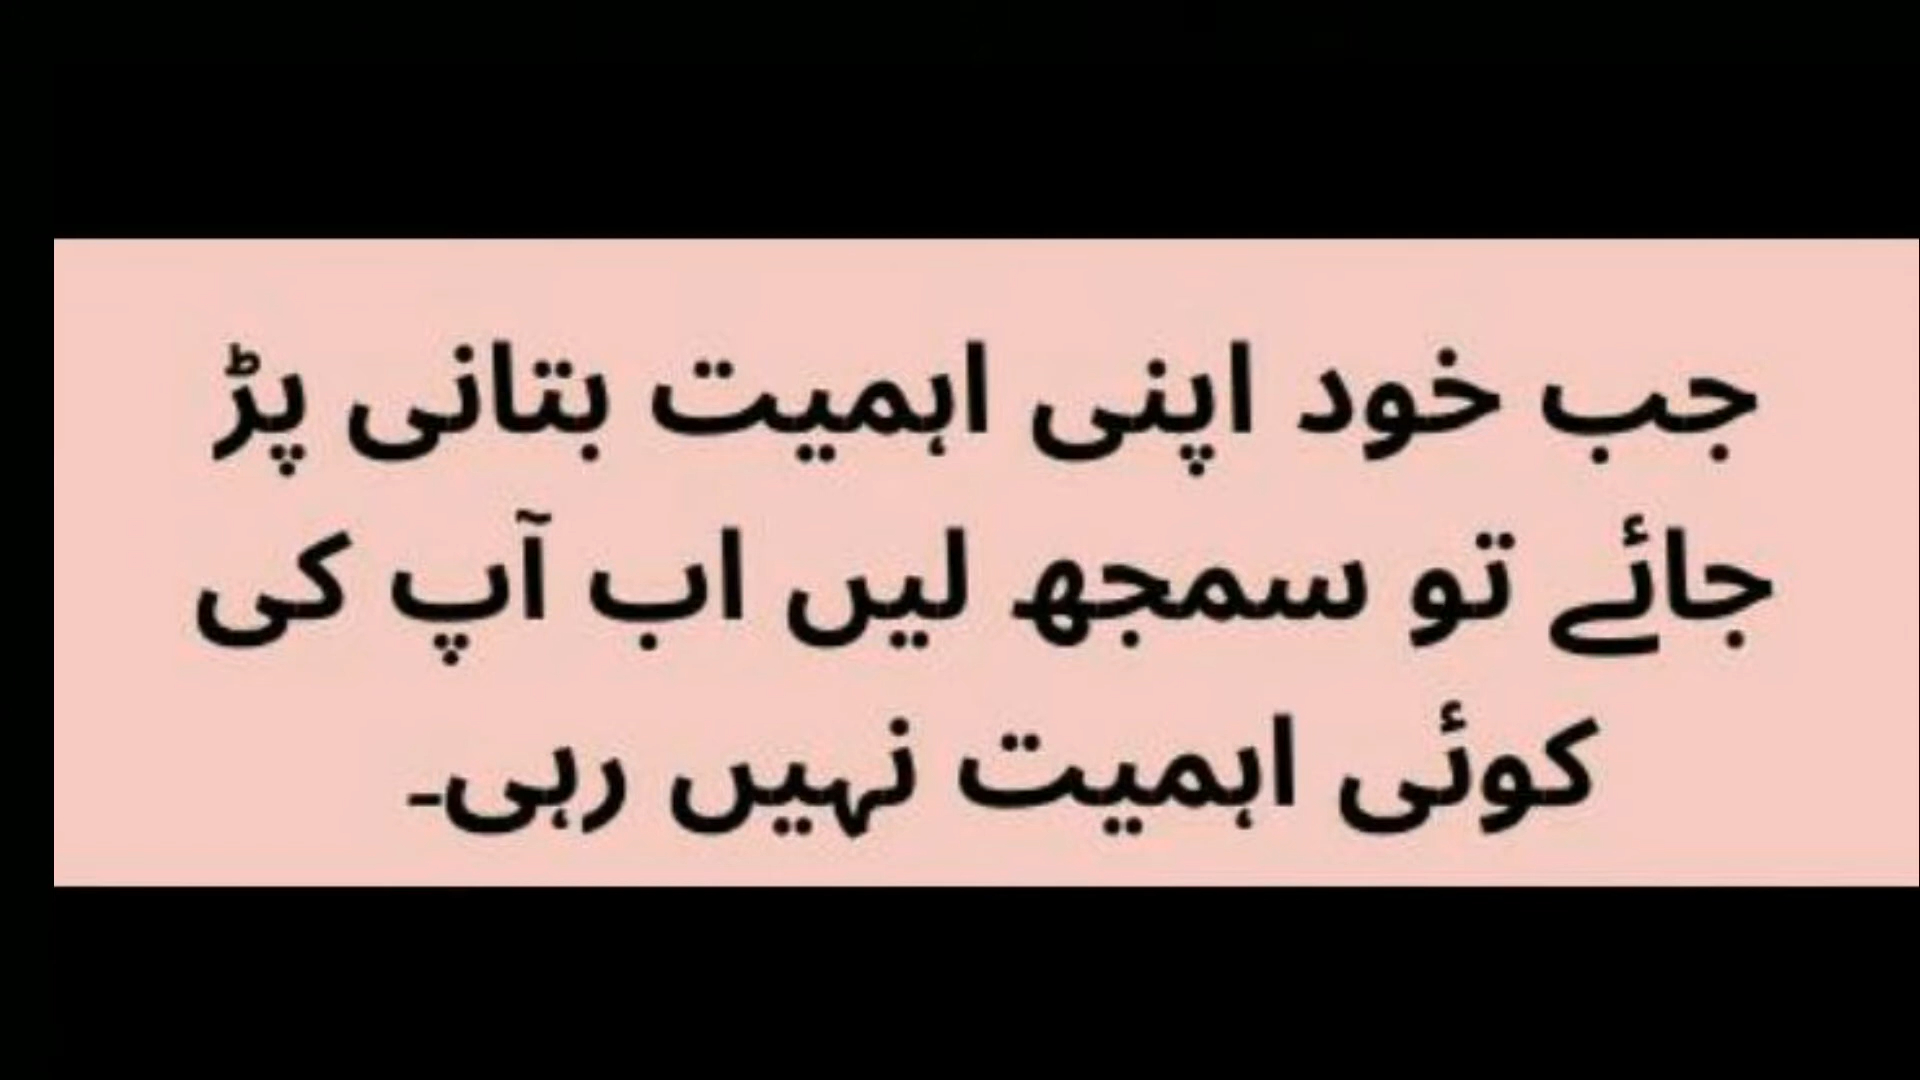 جب خود اپنی اہمیت بتانی پڑ
جائے تو سمجھ لیں اب آپ کی
کوئی اہمیت نہیں رہی۔